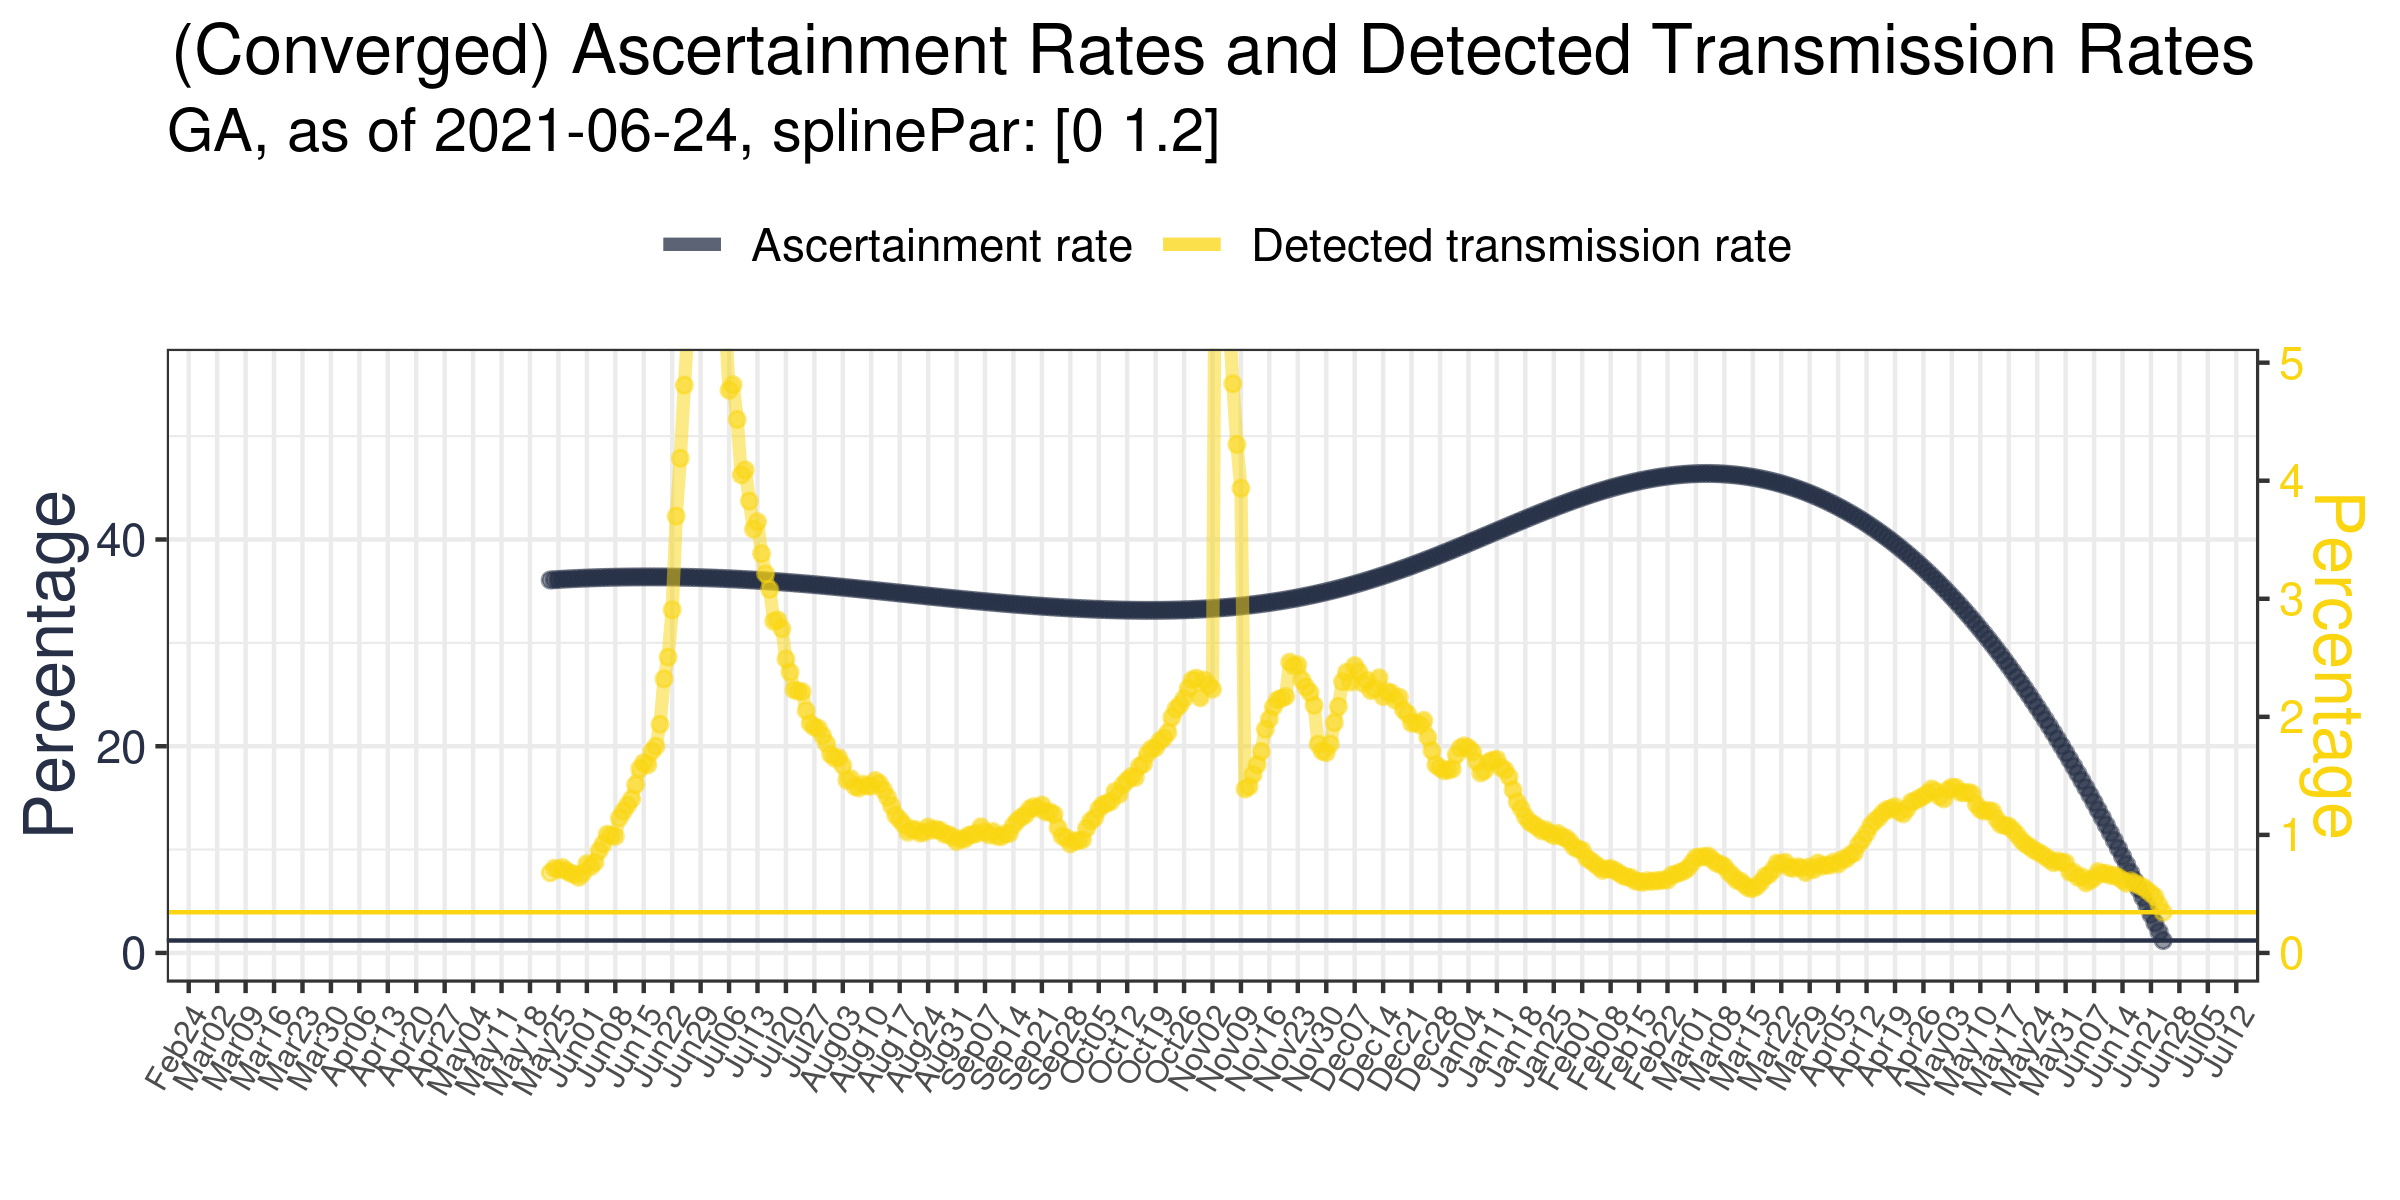 (Converged) Ascertainment Rates and Detected Transmission Rates
GA, as of 2021-06-24, splinePar: [0 1.2]
Ascertainment rate
Detected transmission rate
Percentage
40
20
0
5
4
3
2
1
0
Percentage
Feb24
Mar02
Mar09
Mar16
Mar23
Mar30
Apr06
Apr13
Apr20
Apr27
May04
May11
May18
May25
Jun01
Jun08
Jun15
Jun22
Jun29
Jul06
Jul13
Jul20
Jul27
Aug03
Aug10
Aug17
Aug24
Aug31
Sep07
Sep14
Sep21
Sep28
Oct05
Oct12
Oct19
Oct26
Nov02
Nov09
Nov16
Nov23
Nov30
Dec07
Dec14
Dec21
Dec28
Jan04
Jan11
Jan18
Jan25
Feb01
Feb08
Feb15
Feb22
Mar01
Mar08
Mar15
Mar22
Mar29
Apr05
Apr12
Apr19
Apr26
May03
May10
May17
May24
May31
Jun07
Jun14
Jun21
Jun28
Jul05
Jul12